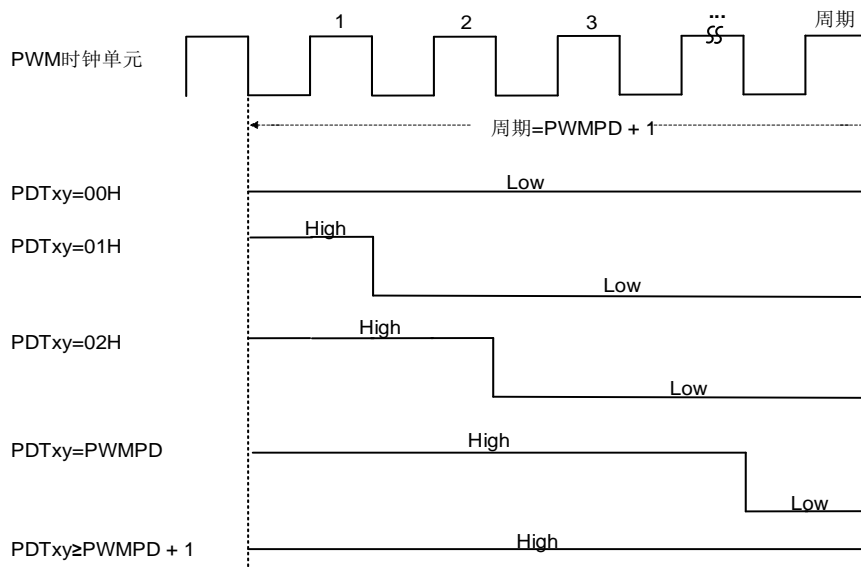 1 2 3 ... 周期
PWM时钟单元
周期=PWMPD + 1
PDTxy=00H Low
PDTxy=01H High Low
PDTxy=02H High Low
PDTxy=PWMPD High Low
PDTxy≥PWMPD + 1 High